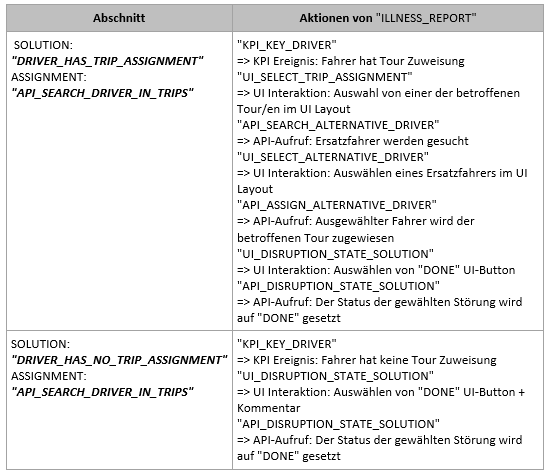 Abschnitt
Aktionen von "ILLNESS_REPORT"
SOLUTION:
"DRIVER_HAS_TRIP_ASSIGNMENT"
ASSIGNMENT:
"API_SEARCH_DRIVER_IN_TRIPS"
"KPI_KEY_DRIVER"
=> KPI Ereignis: Fahrer hat Tour Zuweisung
"UI_SELECT_TRIP_ASSIGNMENT"
=> UI Interaktion: Auswahl von einer der betroffenen
Tour/en im UI Layout
"API_SEARCH_ALTERNATIVE_DRIVER"
=> API-Aufruf: Ersatzfahrer werden gesucht
"UI_SELECT_ALTERNATIVE_DRIVER"
=> UI Interaktion: Auswählen eines Ersatzfahrers im UI
Layout
"API_ASSIGN_ALTERNATIVE_DRIVER"
=> API-Aufruf: Ausgewählter Fahrer wird der
betroffenen Tour zugewiesen
"UI_DISRUPTION_STATE_SOLUTION"
=> UI Interaktion: Auswählen von "DONE" UI-Button
"API_DISRUPTION_STATE_SOLUTION"
=> API-Aufruf: Der Status der gewählten Störung wird
auf "DONE" gesetzt
SOLUTION:
"DRIVER_HAS_NO_TRIP_ASSIGNMENT"
ASSIGNMENT:
"API_SEARCH_DRIVER_IN_TRIPS"
"KPI_KEY_DRIVER"
=> KPI Ereignis: Fahrer hat keine Tour Zuweisung
"UI_DISRUPTION_STATE_SOLUTION"
=> UI Interaktion: Auswählen von "DONE" UI-Button +
Kommentar
"API_DISRUPTION_STATE_SOLUTION"
=> API-Aufruf: Der Status der gewählten Störung wird
auf "DONE" gesetzt